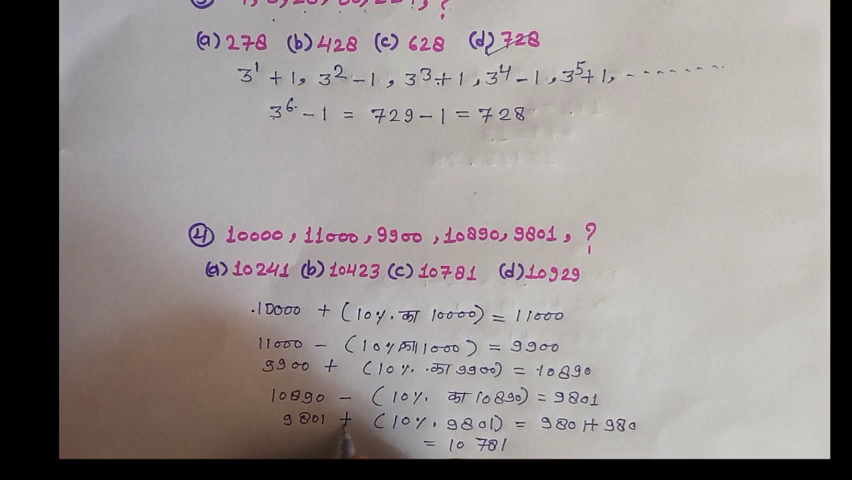 (a) 278 (b) 428 (c) 628 (d) 728
3¹ + 1, 3² - 1, 3³ + 1, 3⁴ - 1, 3⁵ + 1, --------
3⁶ - 1 = 729 - 1 = 728
④ 10000, 11000, 9900, 10890, 9801, ?
(a) 10241 (b) 10423 (c) 10781 (d) 10929
10000 + (10% का 10000) = 11000
11000 - (10% का 11000) = 9900
9900 + (10% का 9900) = 10890
10890 - (10% का 10890) = 9801
9801 + (10%. 9801) = 9801 + 980
= 10781